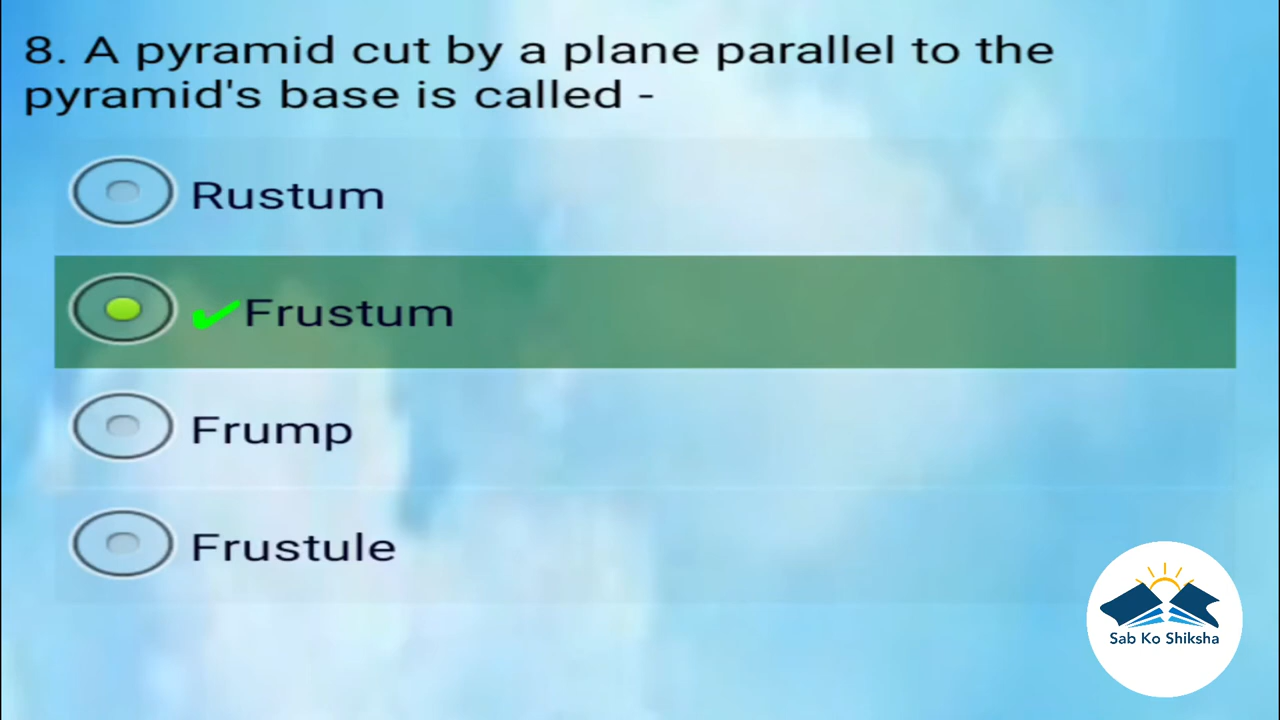 8. A pyramid cut by a plane parallel to the
pyramid's base is called -
Rustum
✔Frustum
Frump
Frustule
Sab Ko Shiksha